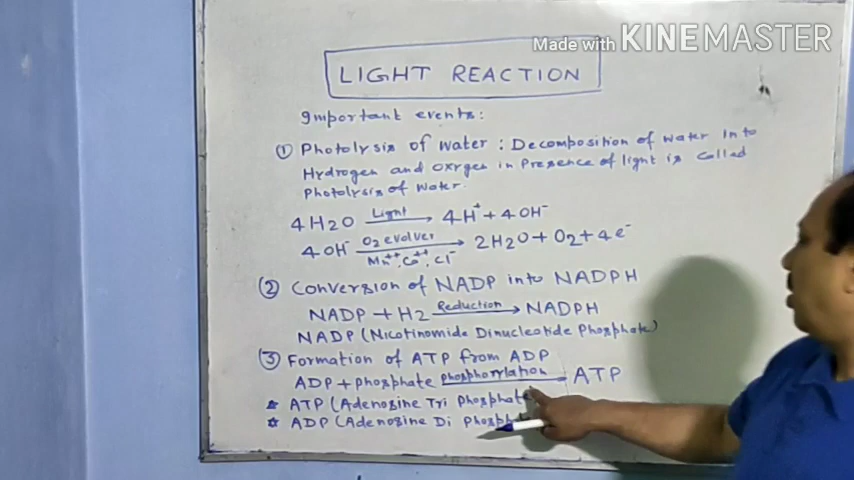 Made with KINEMASTER
LIGHT REACTION
Important events:
① Photolysis of water: Decomposition of water into
Hydrogen and oxygen in presence of light is called
photolysis of water.
4H₂O Light → 4H⁺ + 4OH⁻
4OH⁻ O₂ evolver → 2H₂O + O₂ + 4e⁻
Mn⁺⁺, Ca⁺⁺, Cl⁻
② Conversion of NADP into NADPH
NADP + H₂ Reduction → NADPH
NADP (Nicotinomide Dinucleotide Phosphate)
③ Formation of ATP from ADP
ADP + phosphate phosphorylation → ATP
☆ ATP (Adenosine Tri phosphate
☆ ADP (Adenosine Di